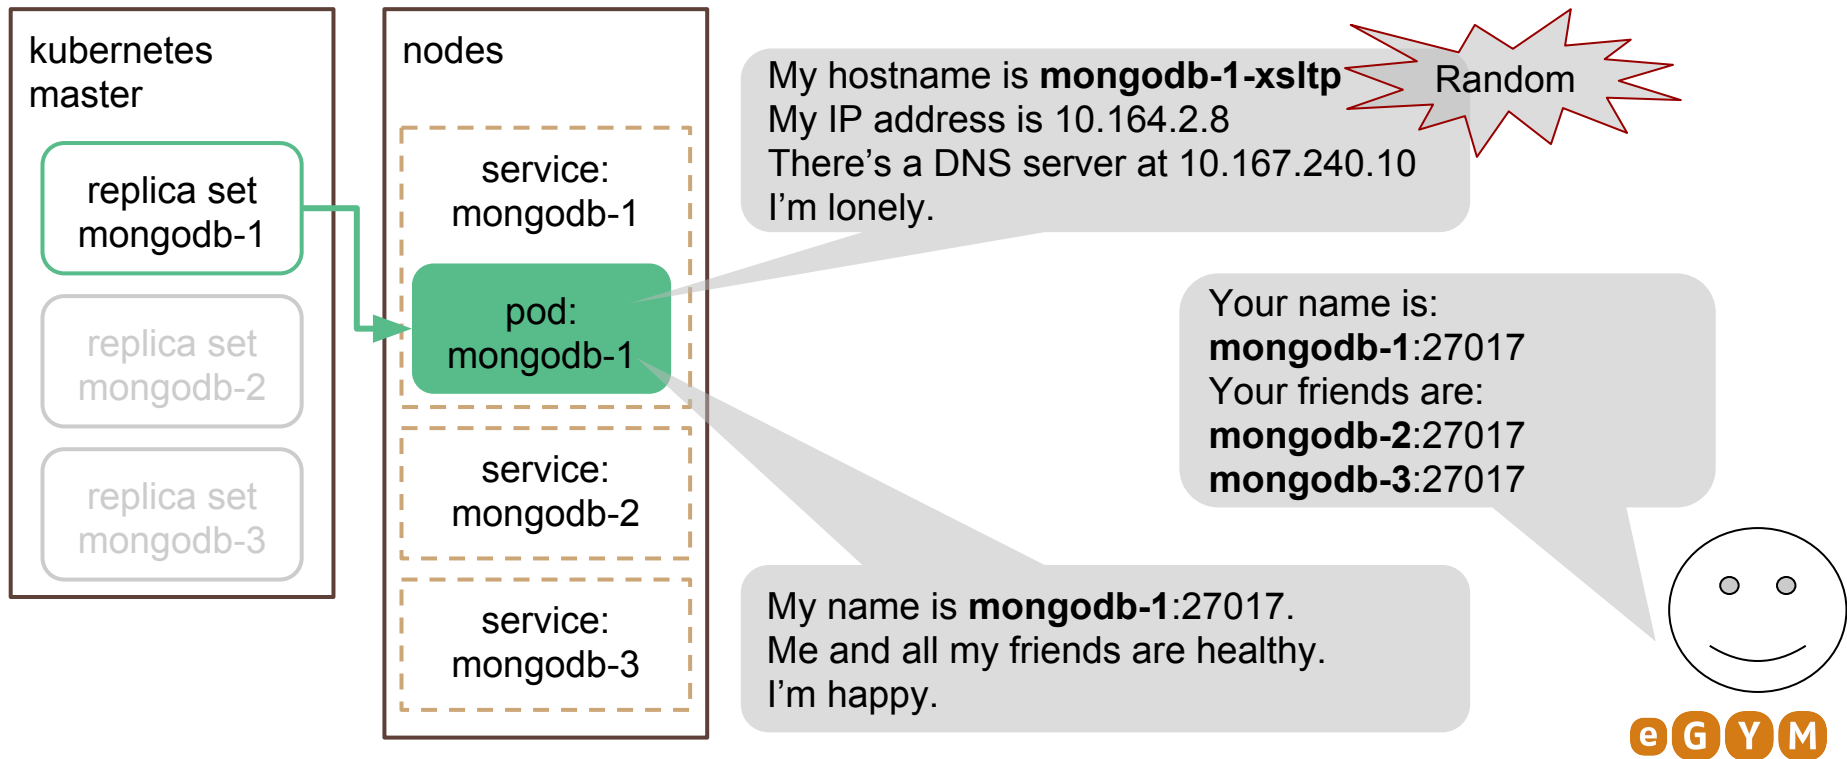 kubernetes
master
replica set
mongodb-1
replica set
mongodb-2
replica set
mongodb-3
nodes
service:
mongodb-1
pod:
mongodb-1
service:
mongodb-2
service:
mongodb-3
My hostname is mongodb-1-xsltp
My IP address is 10.164.2.8
There’s a DNS server at 10.167.240.10
I’m lonely.
Random
Your name is:
mongodb-1:27017
Your friends are:
mongodb-2:27017
mongodb-3:27017
My name is mongodb-1:27017.
Me and all my friends are healthy.
I’m happy.
eGYM